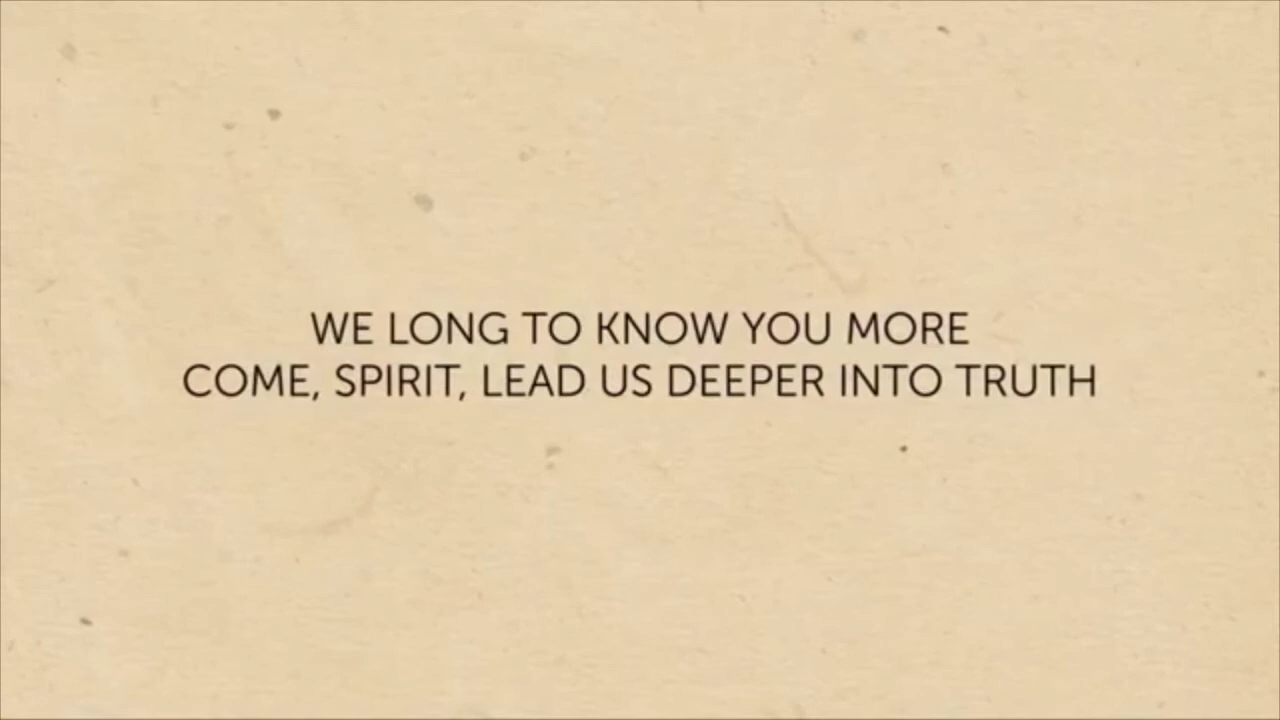 WE LONG TO KNOW YOU MORE
COME, SPIRIT, LEAD US DEEPER INTO TRUTH